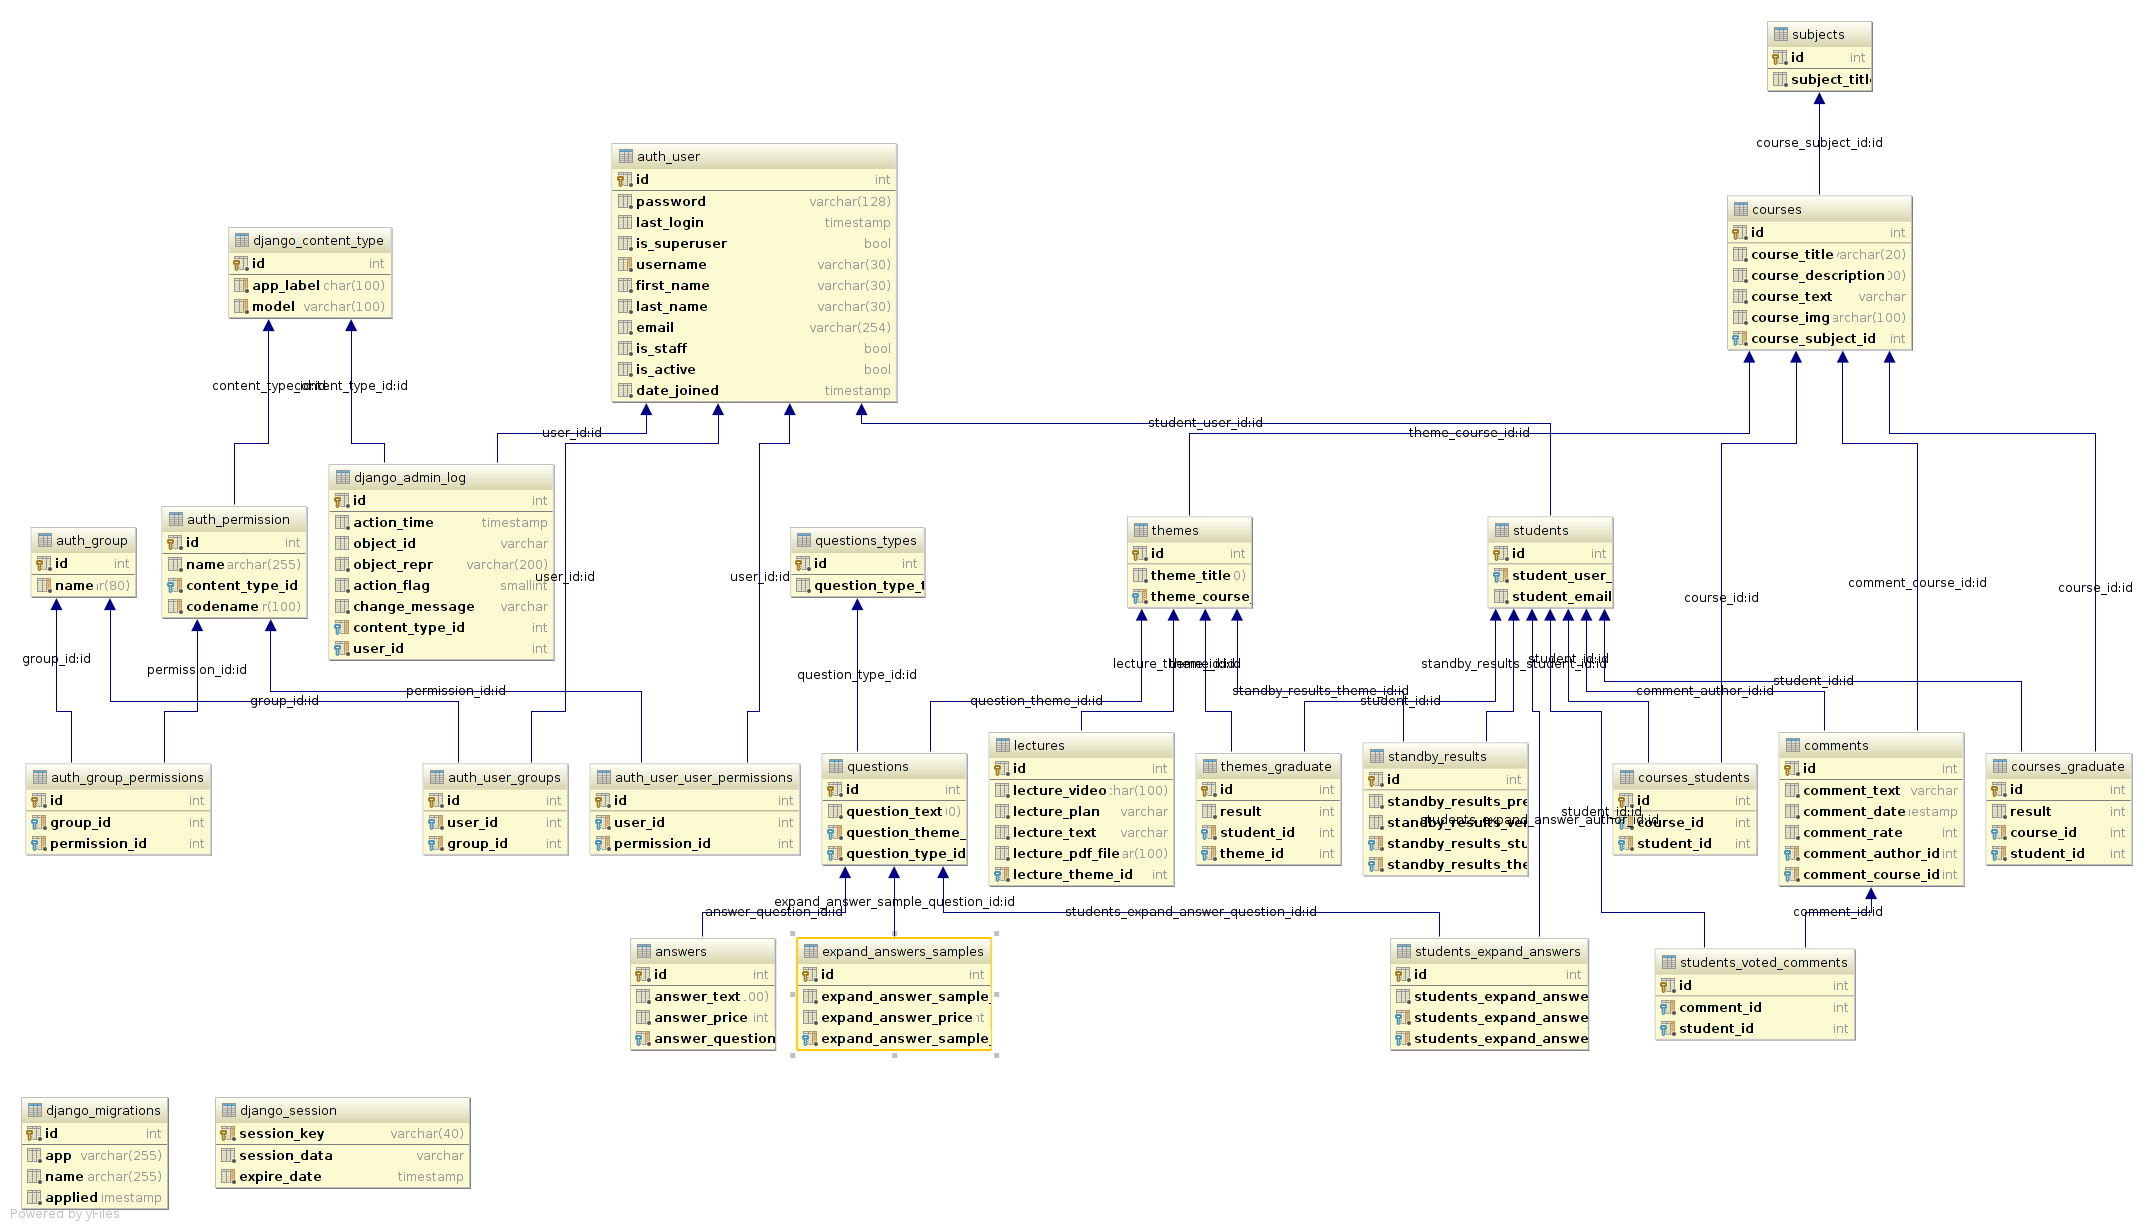 subjects
id int
subject_titl
course_subject_id:id
auth_user
id int
password varchar(128)
last_login timestamp
is_superuser bool
username varchar(30)
first_name varchar(30)
last_name varchar(30)
email varchar(254)
is_staff bool
is_active bool
date_joined timestamp
courses
id int
course_title varchar(20)
course_description 00)
course_text varchar
course_img archar(100)
course_subject_id int
django_content_type
id int
app_label char(100)
model varchar(100)
content_type_id:id
content_type_id:id
user_id:id
student_user_id:id
theme_course_id:id
django_admin_log
id int
action_time timestamp
object_id varchar
object_repr varchar(200)
action_flag smallint
change_message varchar
content_type_id int
user_id int
auth_permission
id int
name archar(255)
content_type_id
codename r(100)
auth_group
id int
name r(80)
user_id:id
user_id:id
questions_types
id int
question_type_t
themes
id int
theme_title 0)
theme_course_
students
id int
student_user_
student_email
course_id:id
comment_course_id:id
course_id:id
group_id:id
permission_id:id
group_id:id
permission_id:id
question_type_id:id
question_theme_id:id
lecture_theme_id:id
theme_id:id
standby_results_theme_id:id
student_id:id
standby_results_student_id:id
student_id:id
comment_author_id:id
student_id:id
auth_group_permissions
id int
group_id int
permission_id int
auth_user_groups
id int
user_id int
group_id int
auth_user_user_permissions
id int
user_id int
permission_id int
questions
id int
question_text 00)
question_theme_
question_type_id
lectures
id int
lecture_video char(100)
lecture_plan varchar
lecture_text varchar
lecture_pdf_file ar(100)
lecture_theme_id int
themes_graduate
id int
result int
student_id int
theme_id int
standby_results
id int
standby_results_pre
standby_results_ver
standby_results_stu
standby_results_the
students_expand_answer_author_id:id
student_id:id
courses_students
id int
course_id int
student_id int
comments
id int
comment_text varchar
comment_date nestamp
comment_rate int
comment_author_id int
comment_course_id int
courses_graduate
id int
result int
course_id int
student_id int
answer_question_id:id
expand_answer_sample_question_id:id
students_expand_answer_question_id:id
comment_id:id
answers
id int
answer_text .00)
answer_price int
answer_question
expand_answers_samples
id int
expand_answer_sample_
expand_answer_price nt
expand_answer_sample_
students_expand_answers
id int
students_expand_answe
students_expand_answe
students_expand_answe
students_voted_comments
id int
comment_id int
student_id int
django_migrations
id int
app varchar(255)
name archar(255)
applied imestamp
django_session
session_key varchar(40)
session_data varchar
expire_date timestamp
Powered by yFiles